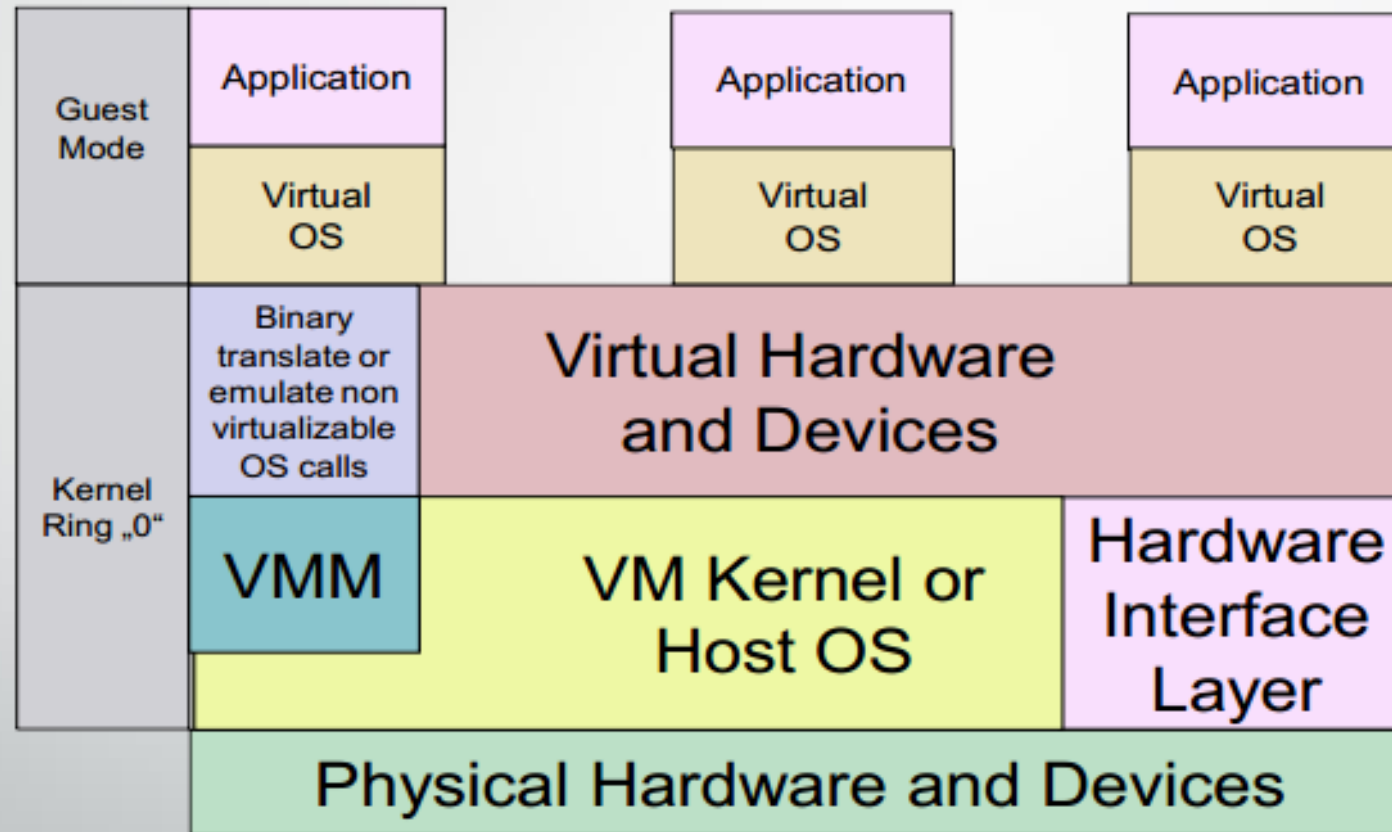 Guest
Mode
Application
Application
Application
Virtual
OS
Virtual
OS
Virtual
OS
Kernel
Ring „0“
Binary
translate or
emulate non
virtualizable
OS calls
Virtual Hardware
and Devices
VMM
VM Kernel or
Host OS
Hardware
Interface
Layer
Physical Hardware and Devices